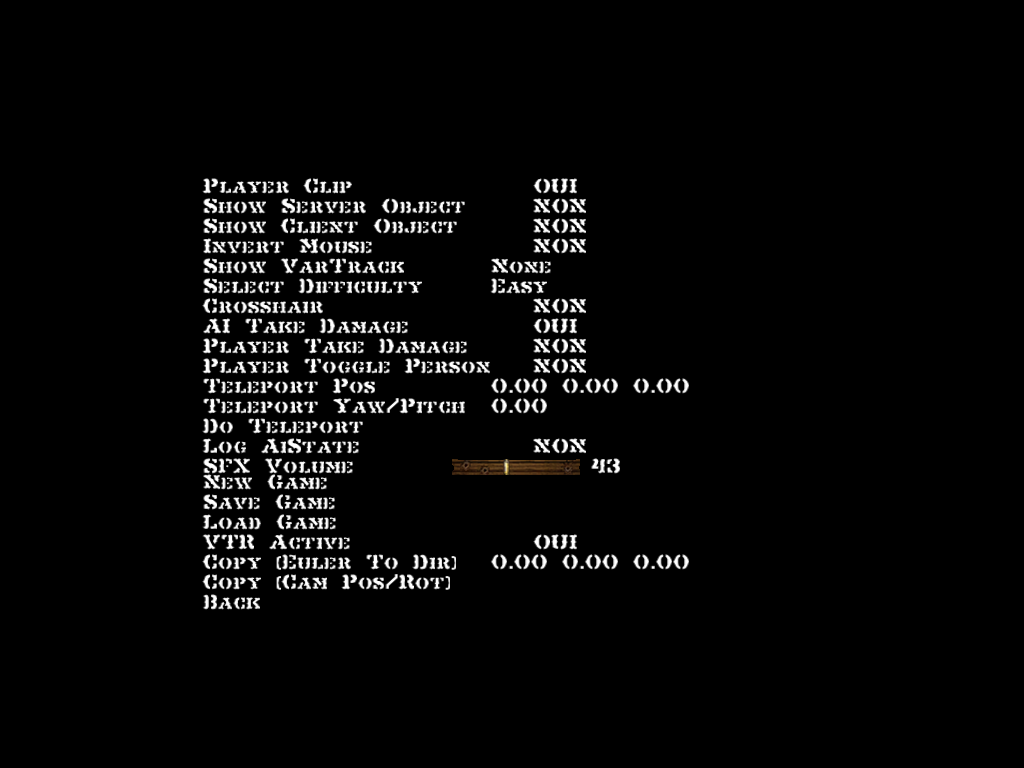 Player Clip OUI
Show Server Object NON
Show Client Object NON
Invert Mouse NON
Show VarTrack None
Select Difficulty Easy
Crosshair NON
AI Take Damage OUI
Player Take Damage NON
Player Toggle Person NON
Teleport Pos 0.00 0.00 0.00
Teleport Yaw/Pitch 0.00
Do Teleport
Log AiState NON
SFX Volume 43
New Game
Save Game
Load Game
VTR Active OUI
Copy (Euler To Dir) 0.00 0.00 0.00
Copy (Cam Pos/Rot)
Back